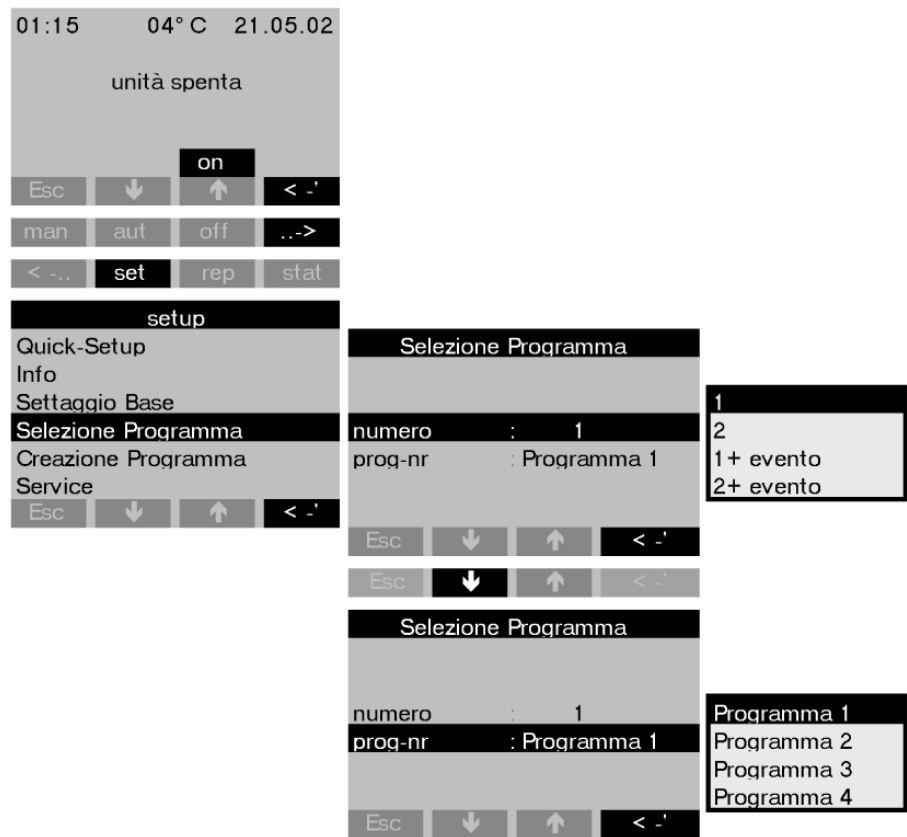 01:15 04° C 21.05.02
unità spenta
on
Esc ↓ ↑ < -'
man aut off ..->
< -.. set rep stat
setup
Quick-Setup
Info
Settaggio Base
Selezione Programma
Creazione Programma
Service
Esc ↓ ↑ < -'
Selezione Programma
numero : 1
prog-nr : Programma 1
Esc ↓ ↑ < -'
1
2
1+ evento
2+ evento
Esc ↓ ↑ < -'
Selezione Programma
numero : 1
prog-nr : Programma 1
Esc ↓ ↑ < -'
Programma 1
Programma 2
Programma 3
Programma 4